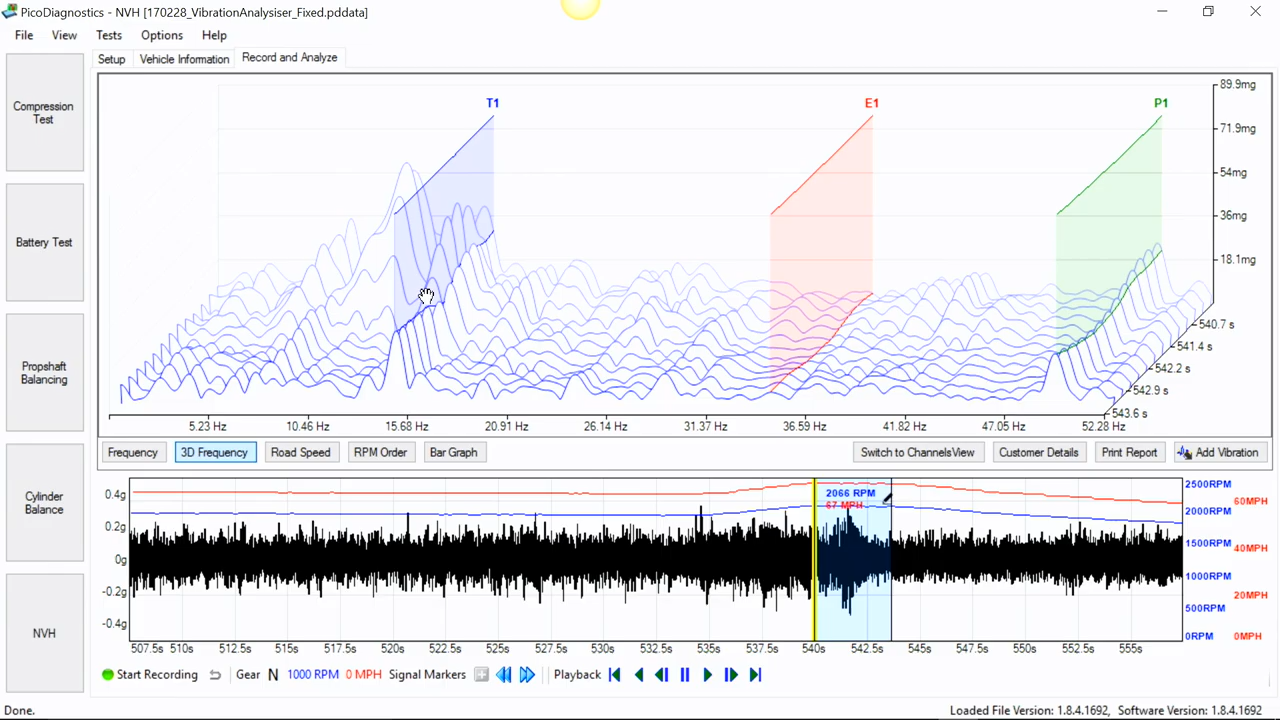 PicoDiagnostics - NVH [170228_VibrationAnalysiser_Fixed.pddata]
File View Tests Options Help
Setup Vehicle Information Record and Analyze
Compression
Test
Battery Test
Propshaft
Balancing
Cylinder
Balance
NVH
T1 E1 P1
89.9mg
71.9mg
54mg
36mg
18.1mg
540.7 s
541.4 s
542.2 s
542.9 s
543.6 s
5.23 Hz 10.46 Hz 15.68 Hz 20.91 Hz 26.14 Hz 31.37 Hz 36.59 Hz 41.82 Hz 47.05 Hz 52.28 Hz
Frequency 3D Frequency Road Speed RPM Order Bar Graph Switch to ChannelsView Customer Details Print Report Add Vibration
0.4g
0.2g
0g
-0.2g
-0.4g
2066 RPM
67 MPH
2500RPM
60MPH
2000RPM
1500RPM
40MPH
1000RPM
20MPH
500RPM
0RPM 0MPH
507.5s 510s 512.5s 515s 517.5s 520s 522.5s 525s 527.5s 530s 532.5s 535s 537.5s 540s 542.5s 545s 547.5s 550s 552.5s 555s
Start Recording Gear N 1000 RPM 0 MPH Signal Markers Playback
Done. Loaded File Version: 1.8.4.1692, Software Version: 1.8.4.1692